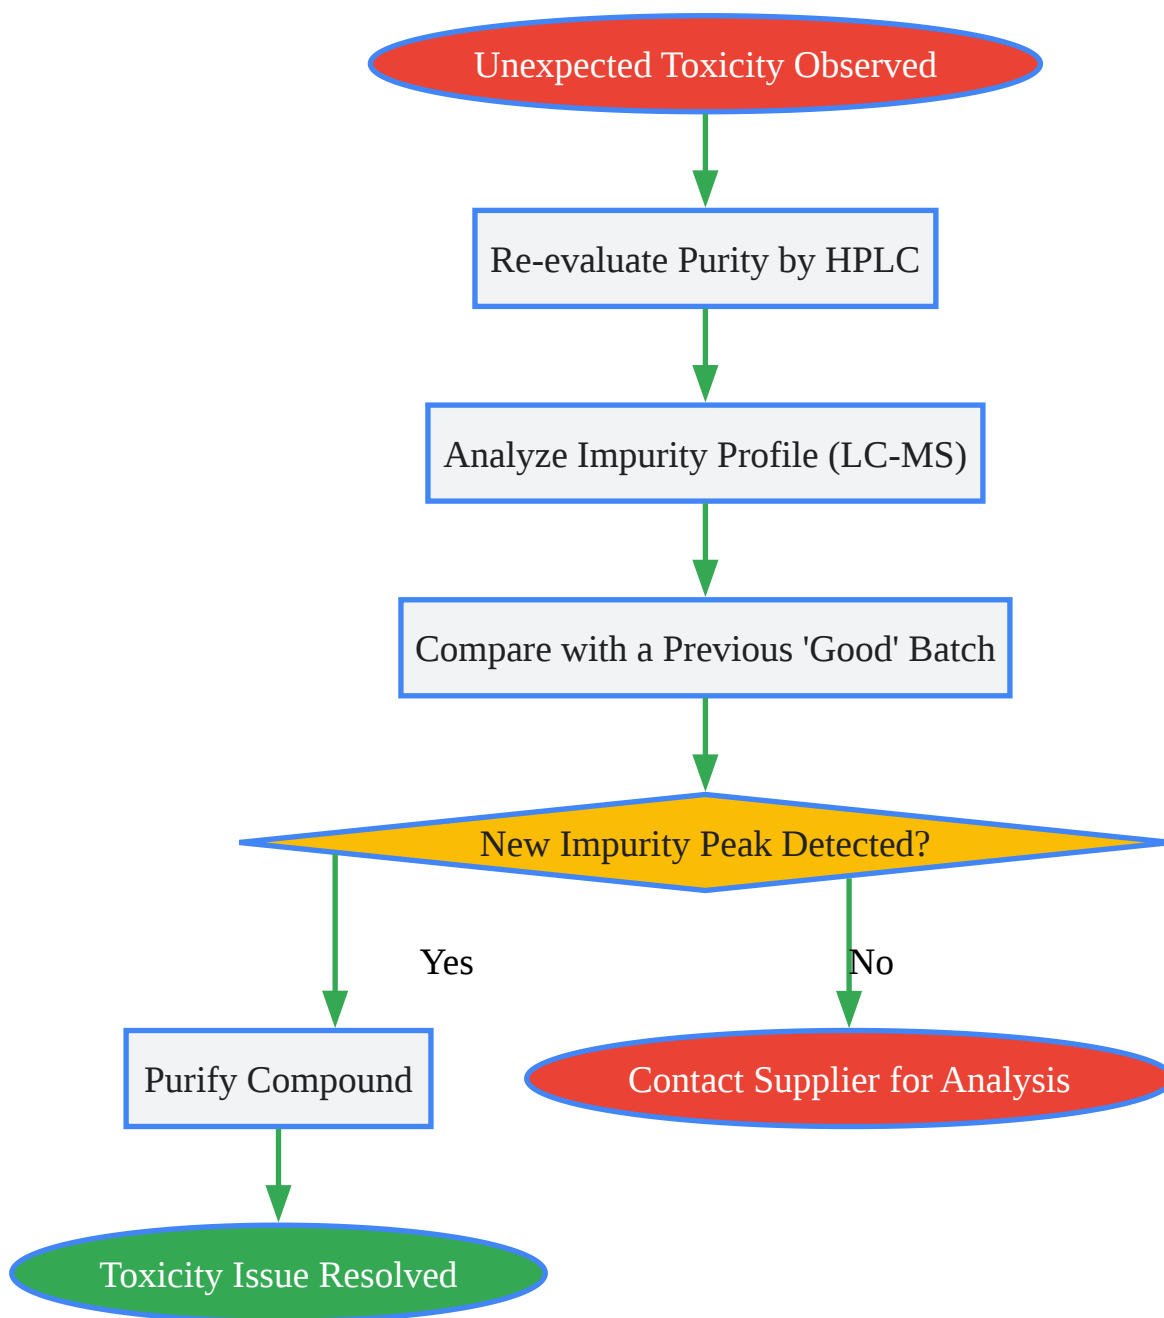 Unexpected Toxicity Observed
Re-evaluate Purity by HPLC
Analyze Impurity Profile (LC-MS)
Compare with a Previous 'Good' Batch
New Impurity Peak Detected?
Yes
No
Purify Compound
Contact Supplier for Analysis
Toxicity Issue Resolved